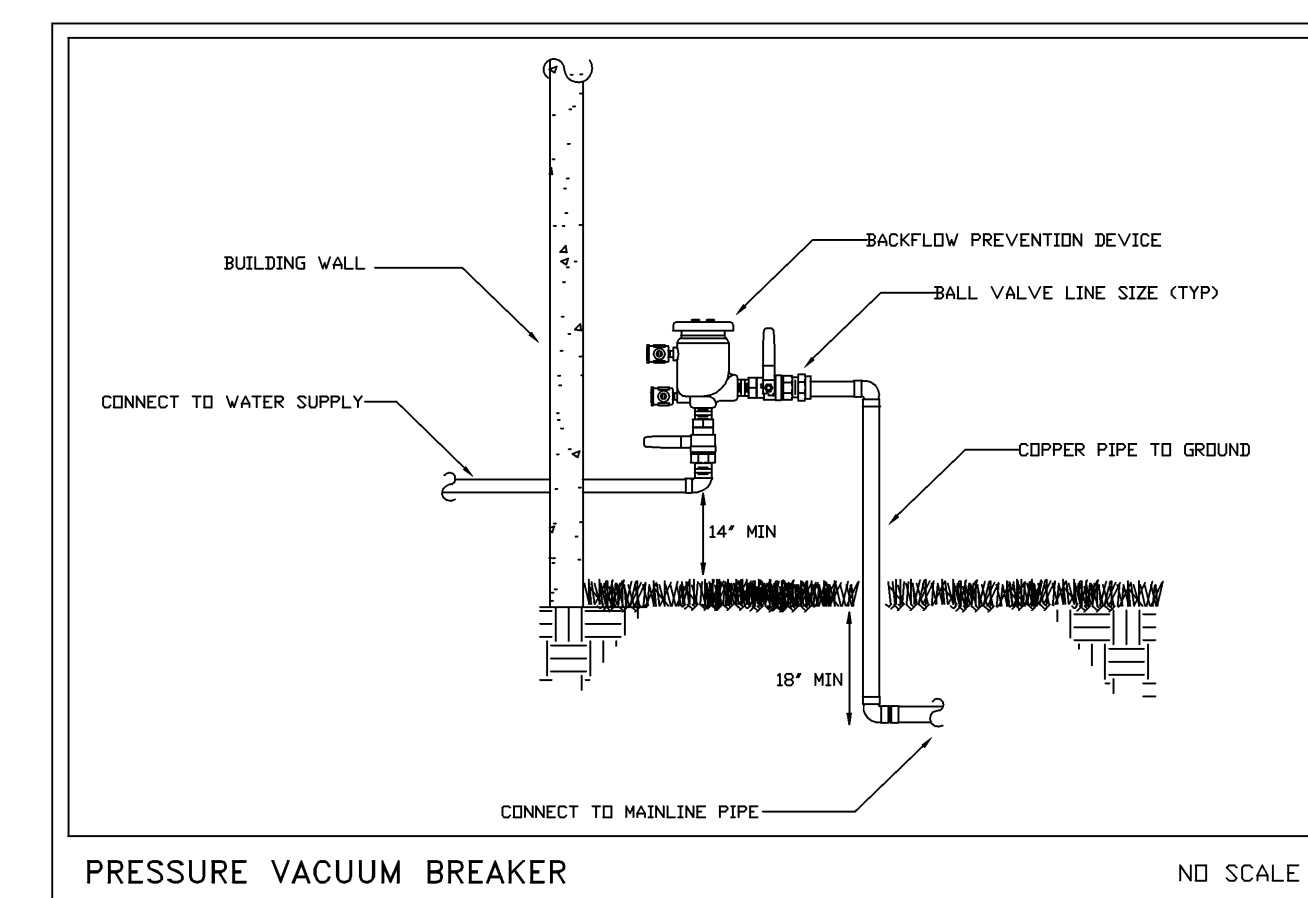 BACKFLOW PREVENTION DEVICE
BUILDING WALL
BALL VALVE LINE SIZE (TYP)
CONNECT TO WATER SUPPLY
COPPER PIPE TO GROUND
14" MIN
18" MIN
CONNECT TO MAINLINE PIPE
PRESSURE VACUUM BREAKER
NO SCALE